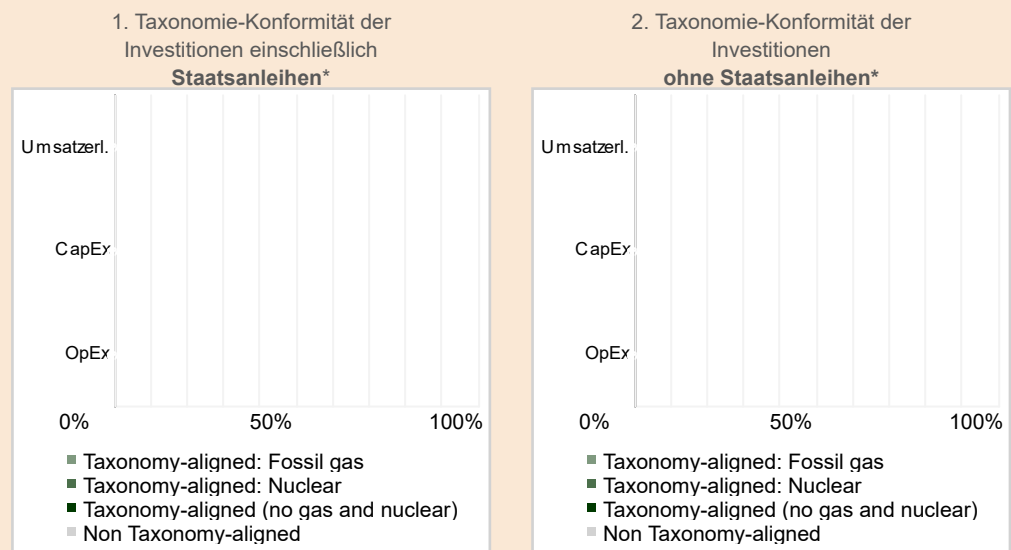 1. Taxonomie-Konformität der
Investitionen einschließlich
Staatsanleihen*
Umsatzerl.
CapEx
OpEx
0% 50% 100%
Taxonomy-aligned: Fossil gas
Taxonomy-aligned: Nuclear
Taxonomy-aligned (no gas and nuclear)
Non Taxonomy-aligned
2. Taxonomie-Konformität der
Investitionen
ohne Staatsanleihen*
Umsatzerl.
CapEx
OpEx
0% 50% 100%
Taxonomy-aligned: Fossil gas
Taxonomy-aligned: Nuclear
Taxonomy-aligned (no gas and nuclear)
Non Taxonomy-aligned